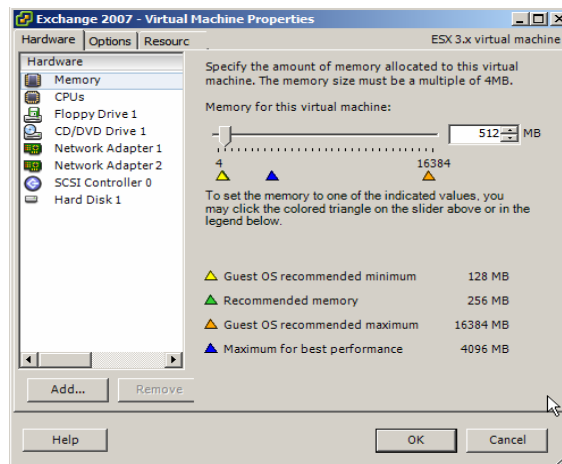 Exchange 2007 - Virtual Machine Properties
Hardware Options Resourc
ESX 3.x virtual machine
Hardware
Memory
CPUs
Floppy Drive 1
CD/DVD Drive 1
Network Adapter 1
Network Adapter 2
SCSI Controller 0
Hard Disk 1
Add... Remove
Specify the amount of memory allocated to this virtual
machine. The memory size must be a multiple of 4MB.
Memory for this virtual machine:
512 MB
4 16384
To set the memory to one of the indicated values, you
may click the colored triangle on the slider above or in the
legend below.
Guest OS recommended minimum 128 MB
Recommended memory 256 MB
Guest OS recommended maximum 16384 MB
Maximum for best performance 4096 MB
Help OK Cancel